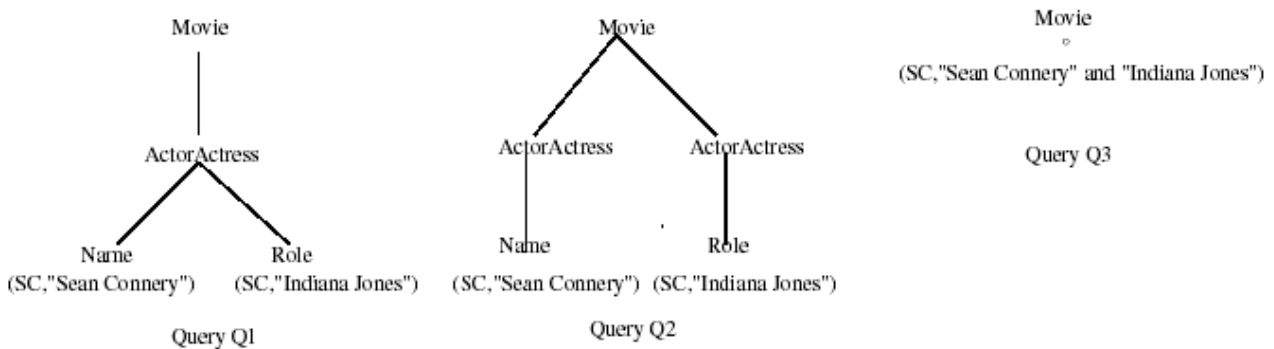 Movie
ActorActress
Name Role
(SC,"Sean Connery") (SC,"Indiana Jones")
Query Q1
Movie
ActorActress ActorActress
Name Role
(SC,"Sean Connery") (SC,"Indiana Jones")
Query Q2
Movie
(SC,"Sean Connery" and "Indiana Jones")
Query Q3